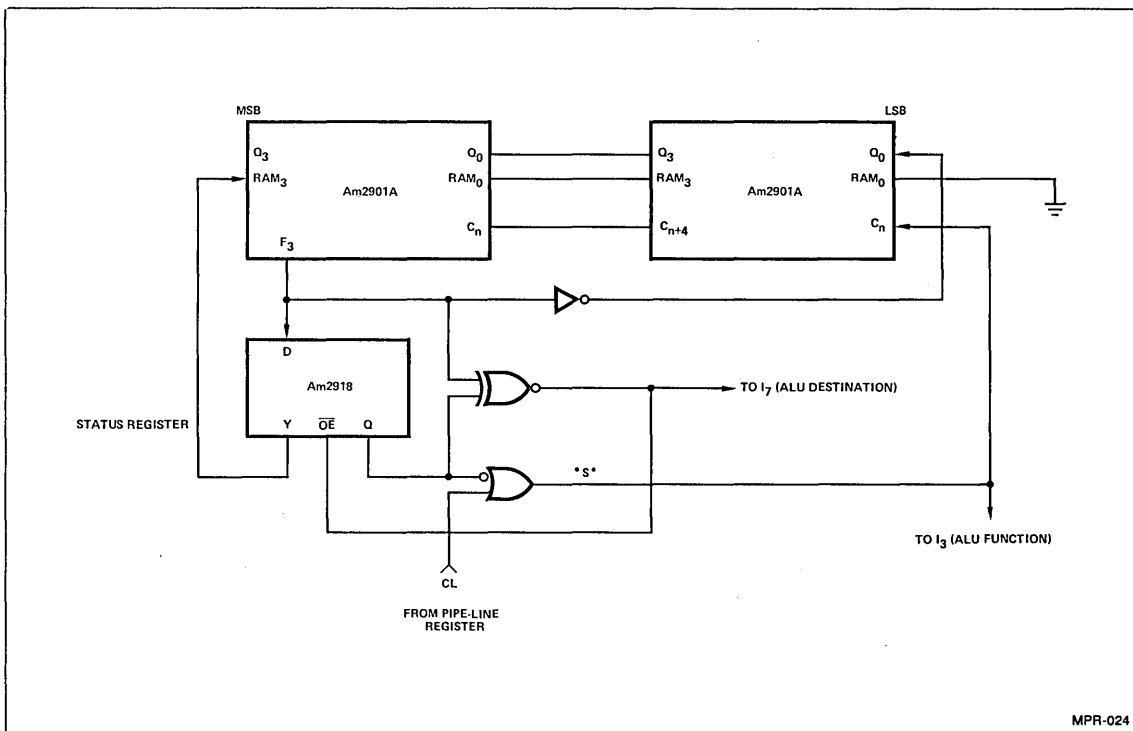 MSB
LSB
Q3
Q0
Q3
Q0
RAM3
RAM0
RAM3
RAM0
Am2901A
Am2901A
Cn
Cn+4
Cn
F3
D
Am2918
TO I7 (ALU DESTINATION)
STATUS REGISTER
Y
OE
Q
"S"
TO I3 (ALU FUNCTION)
CL
FROM PIPE-LINE
REGISTER
MPR-024